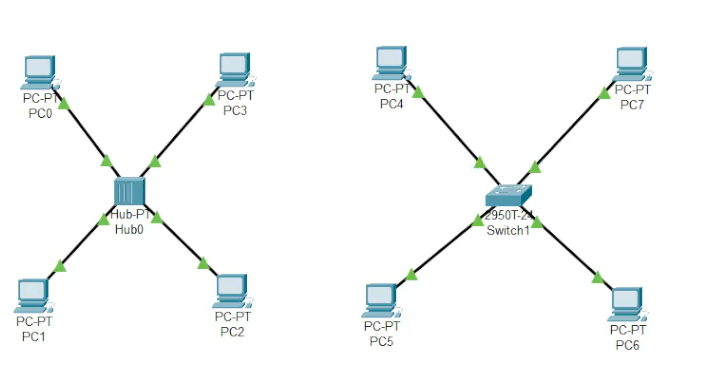 PC-PT
PC0
PC-PT
PC3
Hub-PT
Hub0
PC-PT
PC1
PC-PT
PC2
PC-PT
PC4
PC-PT
PC7
2950T-24
Switch1
PC-PT
PC5
PC-PT
PC6